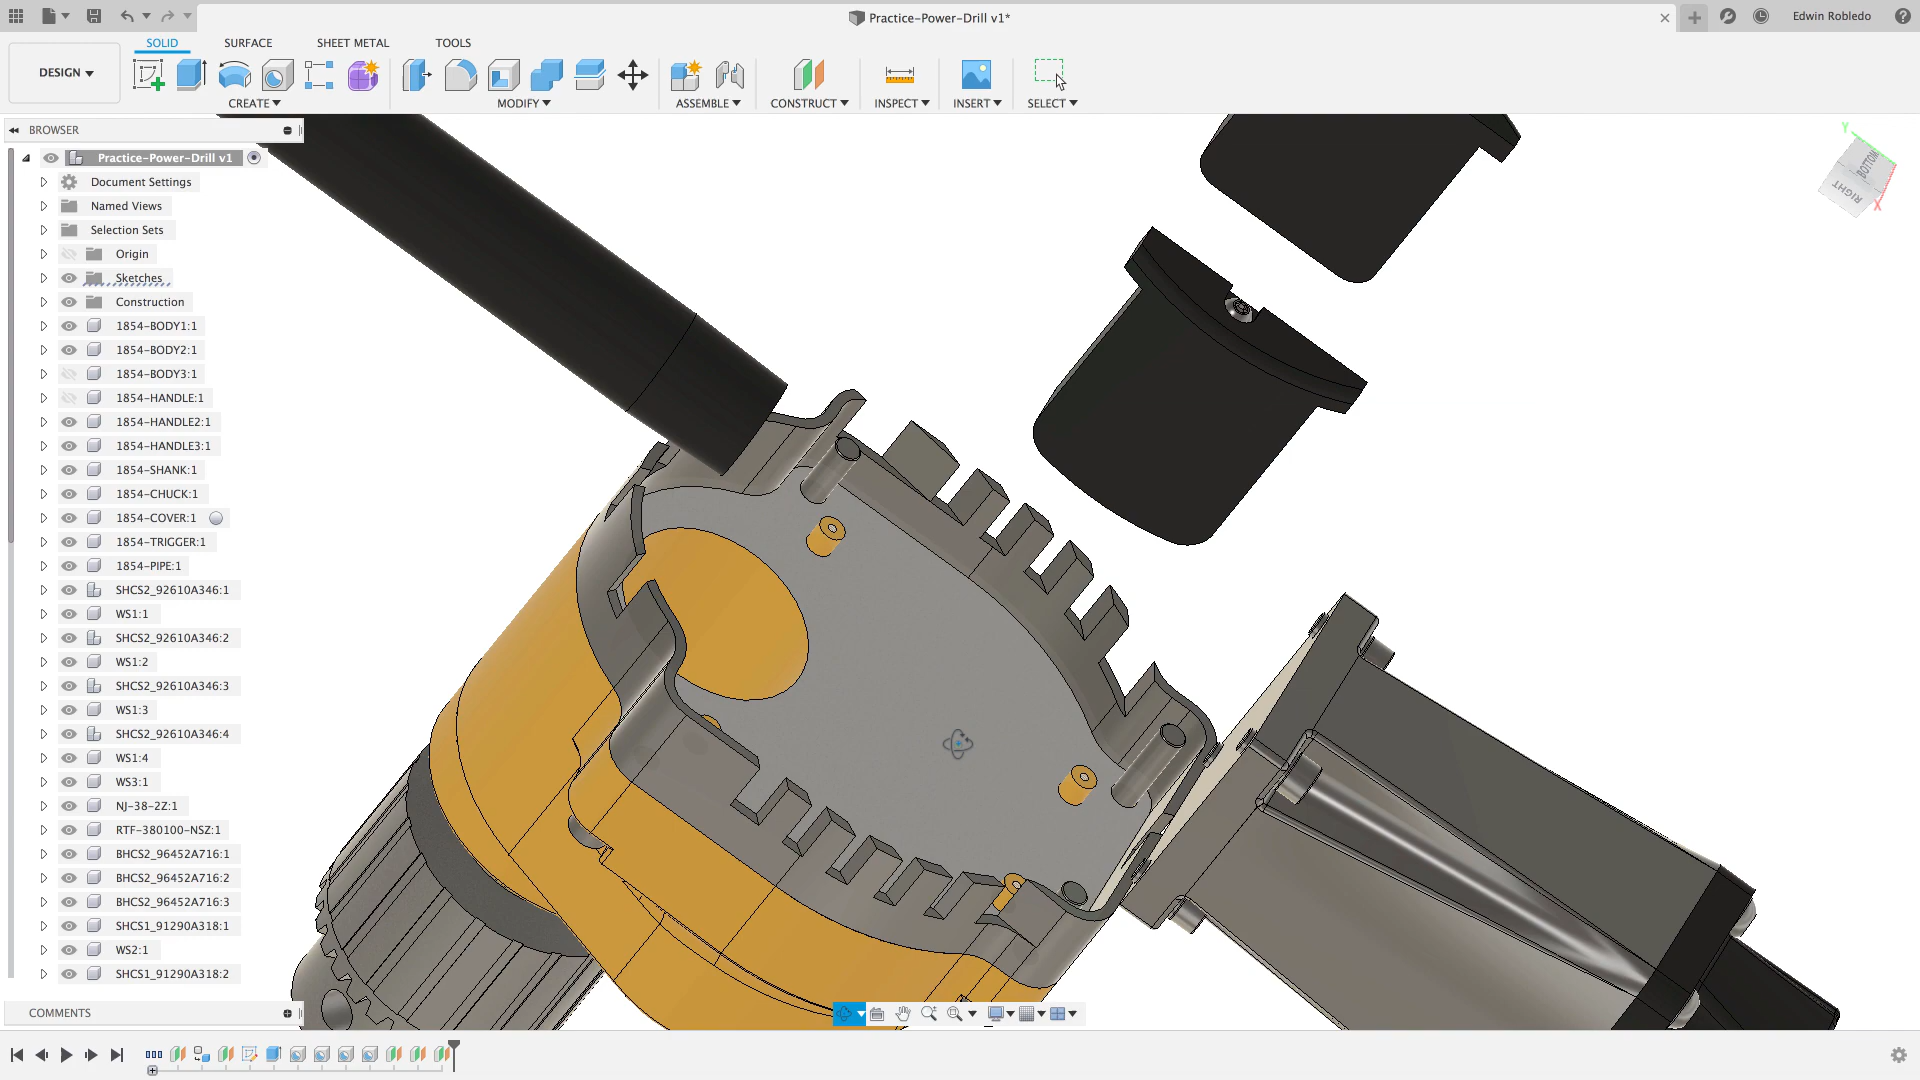 Practice-Power-Drill v1*
Edwin Robledo
SOLID SURFACE SHEET METAL TOOLS
DESIGN
CREATE MODIFY ASSEMBLE CONSTRUCT INSPECT INSERT SELECT
BROWSER
Practice-Power-Drill v1
Document Settings
Named Views
Selection Sets
Origin
Sketches
Construction
1854-BODY1:1
1854-BODY2:1
1854-BODY3:1
1854-HANDLE:1
1854-HANDLE2:1
1854-HANDLE3:1
1854-SHANK:1
1854-CHUCK:1
1854-COVER:1
1854-TRIGGER:1
1854-PIPE:1
SHCS2_92610A346:1
WS1:1
SHCS2_92610A346:2
WS1:2
SHCS2_92610A346:3
WS1:3
SHCS2_92610A346:4
WS1:4
WS3:1
NJ-38-2Z:1
RTF-380100-NSZ:1
BHCS2_96452A716:1
BHCS2_96452A716:2
BHCS2_96452A716:3
SHCS1_91290A318:1
WS2:1
SHCS1_91290A318:2
COMMENTS
Y
BOTTOM
RIGHT
X